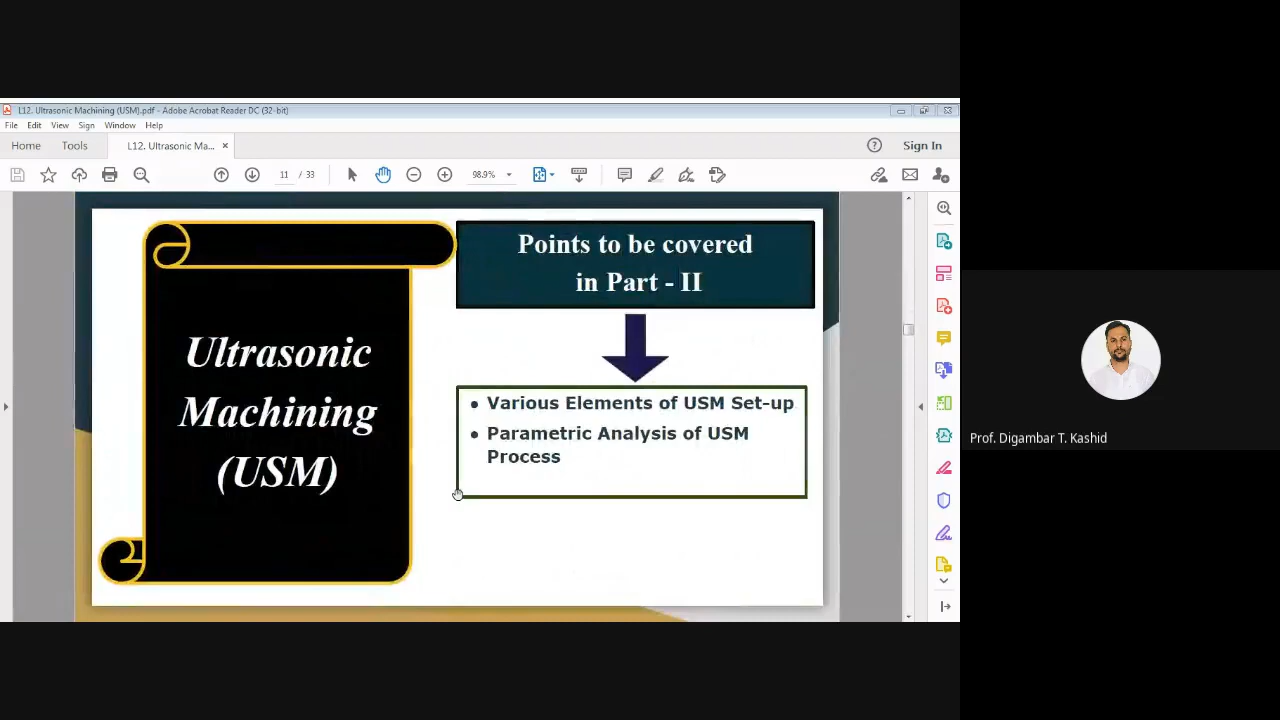 L12. Ultrasonic Machining (USM).pdf - Adobe Acrobat Reader DC (32-bit)
File Edit View Sign Window Help
Home Tools L12. Ultrasonic Ma... × Sign In
11 / 33 98.9%
Points to be covered
in Part - II
Ultrasonic
Machining
(USM)
• Various Elements of USM Set-up
• Parametric Analysis of USM
Process
Prof. Digambar T. Kashid